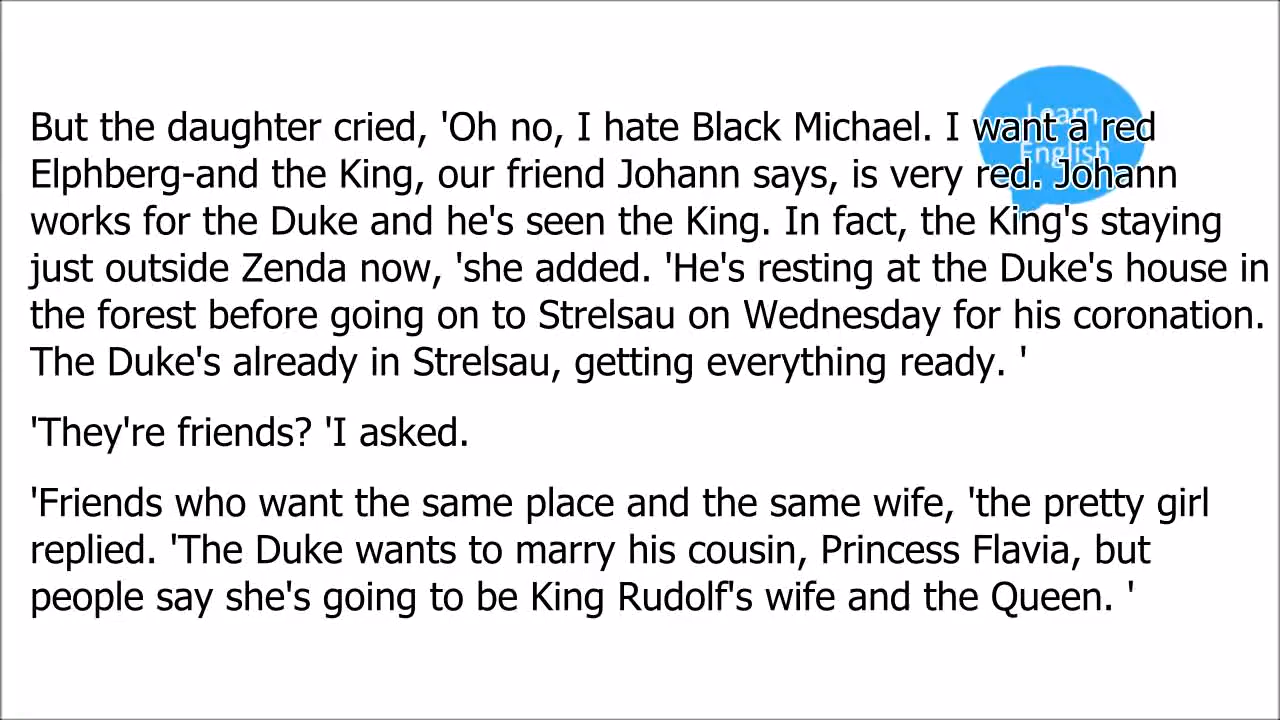 Learn
English
But the daughter cried, 'Oh no, I hate Black Michael. I want a red
Elphberg-and the King, our friend Johann says, is very red. Johann
works for the Duke and he's seen the King. In fact, the King's staying
just outside Zenda now, 'she added. 'He's resting at the Duke's house in
the forest before going on to Strelsau on Wednesday for his coronation.
The Duke's already in Strelsau, getting everything ready. '
'They're friends? 'I asked.
'Friends who want the same place and the same wife, 'the pretty girl
replied. 'The Duke wants to marry his cousin, Princess Flavia, but
people say she's going to be King Rudolf's wife and the Queen. '